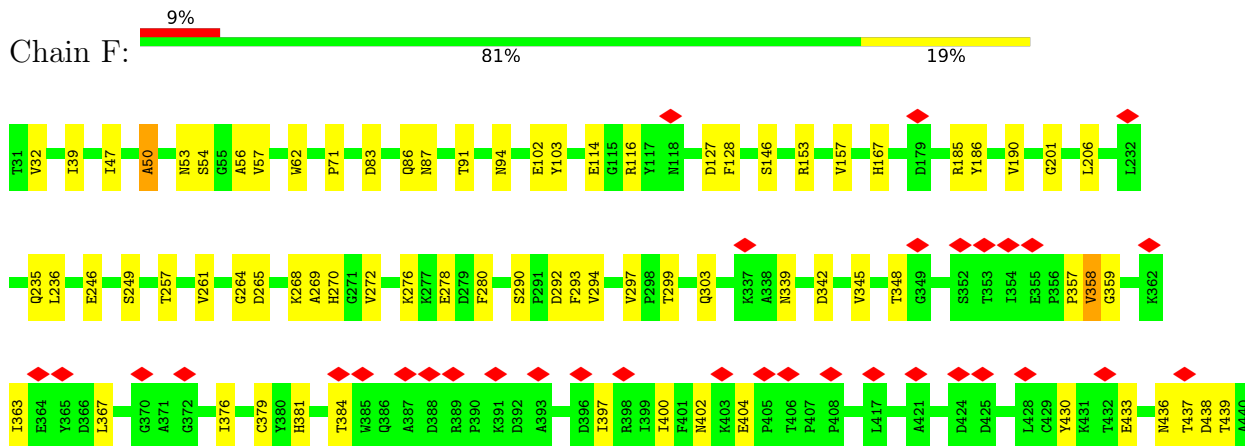 9%
Chain F:
81% 19%
T31 V32 I39 I47 A50 N53 S54 G55 A56 V57 W62 P71 D83 Q86 N87 T91 N94 E102 Y103 E114 G115 R116 Y117 N118 D127 F128 S146 R153 V157 H167 D179 R185 Y186 V190 G201 L206 L232
Q235 L236 E246 S249 T257 V261 G264 D265 K268 A269 H270 G271 V272 K276 K277 E278 D279 F280 S290 P291 D292 F293 V294 V297 P298 T299 Q303 K337 A338 N339 D342 V345 T348 G349 S352 T353 I354 E355 P356 P357 V358 G359 K362
I363 E364 Y365 D366 L367 G370 A371 G372 I376 C379 Y380 H381 T384 W385 Q386 A387 D388 R389 P390 K391 D392 A393 D396 I397 R398 I399 I400 F401 N402 K403 E404 P405 T406 P407 P408 L417 A421 D424 D425 L428 C429 Y430 K431 T432 E433 N436 T437 D438 T439 A440